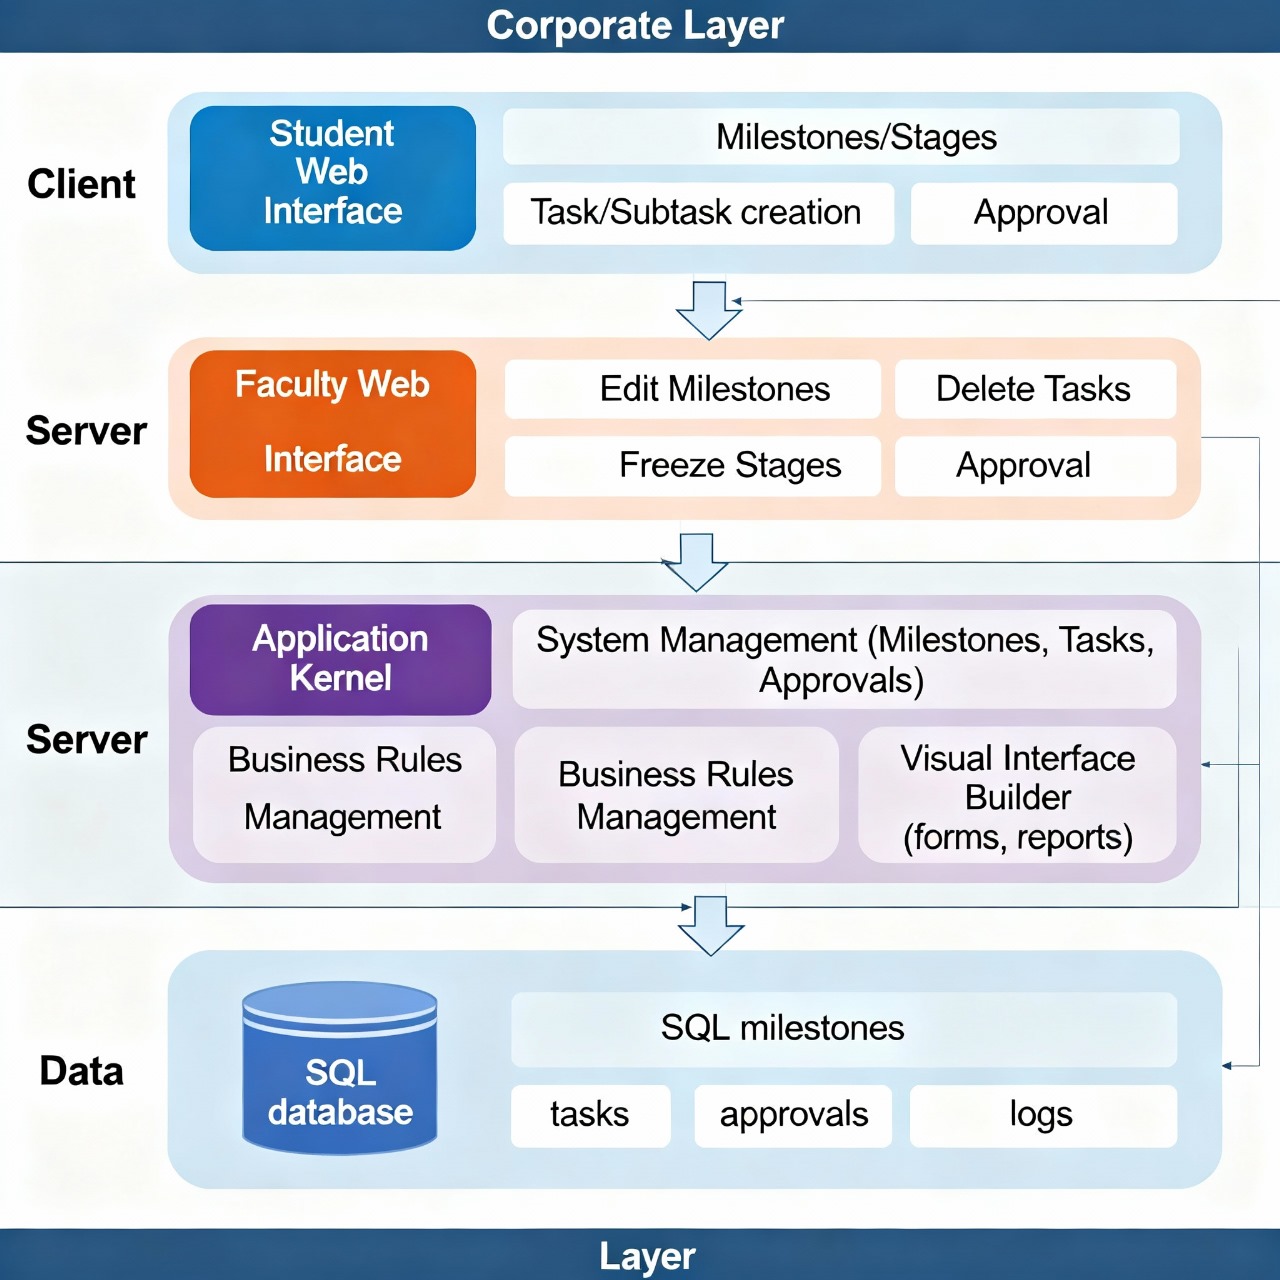 Corporate Layer
Client
Student
Web
Interface
Milestones/Stages
Task/Subtask creation
Approval
Server
Faculty Web
Interface
Edit Milestones
Delete Tasks
Freeze Stages
Approval
Server
Application
Kernel
System Management (Milestones, Tasks,
Approvals)
Business Rules
Management
Business Rules
Management
Visual Interface
Builder
(forms, reports)
Data
SQL
database
SQL milestones
tasks
approvals
logs
Layer